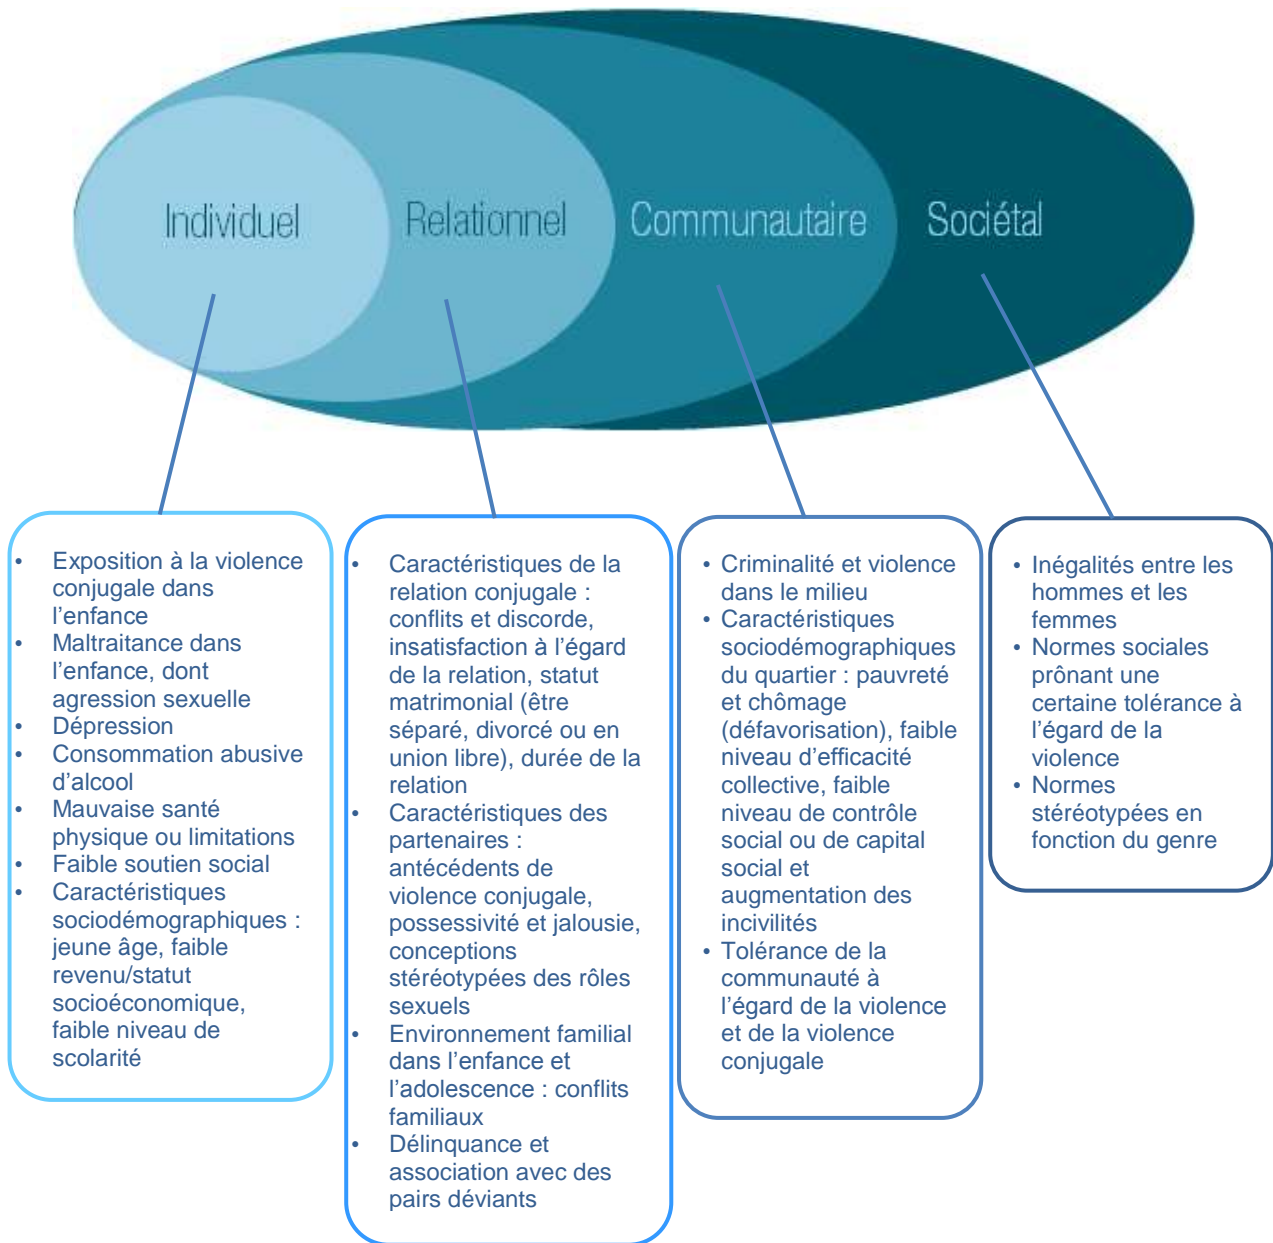 Individuel
Relationnel
Communautaire
Sociétal
• Exposition à la violence
conjugale dans
l’enfance
• Maltraitance dans
l’enfance, dont
agression sexuelle
• Dépression
• Consommation abusive
d’alcool
• Mauvaise santé
physique ou limitations
• Faible soutien social
• Caractéristiques
sociodémographiques :
jeune âge, faible
revenu/statut
socioéconomique,
faible niveau de
scolarité
• Caractéristiques de la
relation conjugale :
conflits et discorde,
insatisfaction à l’égard
de la relation, statut
matrimonial (être
séparé, divorcé ou en
union libre), durée de la
relation
• Caractéristiques des
partenaires :
antécédents de
violence conjugale,
possessivité et jalousie,
conceptions
stéréotypées des rôles
sexuels
• Environnement familial
dans l’enfance et
l’adolescence : conflits
familiaux
• Délinquance et
association avec des
pairs déviants
• Criminalité et violence
dans le milieu
• Caractéristiques
sociodémographiques
du quartier : pauvreté
et chômage
(défavorisation), faible
niveau d’efficacité
collective, faible
niveau de contrôle
social ou de capital
social et
augmentation des
incivilités
• Tolérance de la
communauté à
l’égard de la violence
et de la violence
conjugale
• Inégalités entre les
hommes et les
femmes
• Normes sociales
prônant une
certaine tolérance à
l’égard de la
violence
• Normes
stéréotypées en
fonction du genre